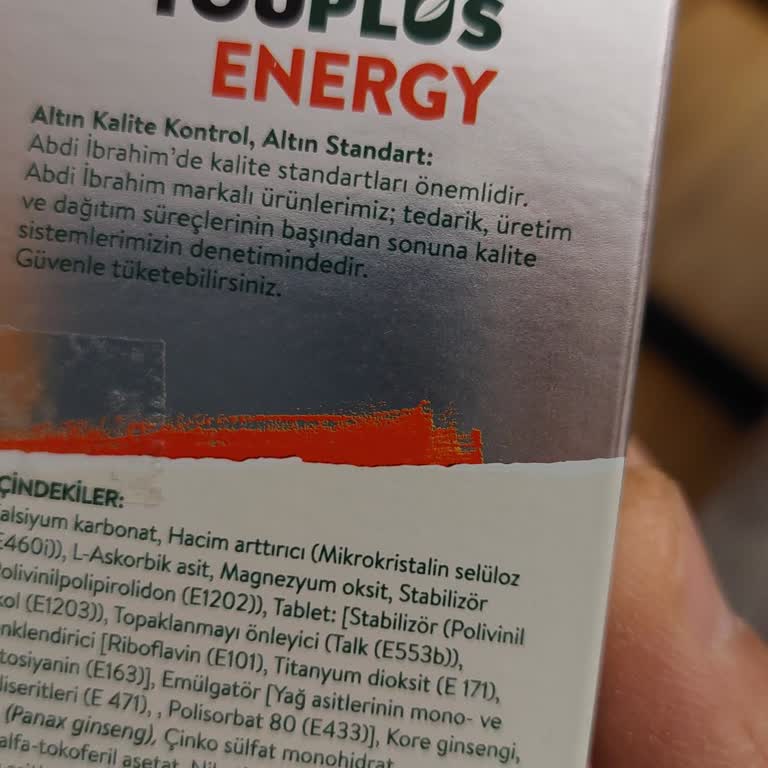 YOUPLUS
ENERGY
Altın Kalite Kontrol, Altın Standart:
Abdi İbrahim'de kalite standartları önemlidir.
Abdi İbrahim markalı ürünlerimiz; tedarik, üretim
ve dağıtım süreçlerinin başından sonuna kalite
sistemlerimizin denetimindedir.
Güvenle tüketebilirsiniz.
ÇİNDEKİLER:
alsiyum karbonat, Hacim arttırıcı (Mikrokristalin selüloz
E460i)), L-Askorbik asit, Magnezyum oksit, Stabilizör
olivinilpolipirolidon (E1202)), Tablet: [Stabilizör (Polivinil
kol (E1203)), Topaklanmayı önleyici (Talk (E553b)),
nklendirici [Riboflavin (E101), Titanyum dioksit (E 171),
tosiyanin (E163)], Emülgatör [Yağ asitlerinin mono- ve
liseritleri (E 471), , Polisorbat 80 (E433)], Kore ginsengi,
(Panax ginseng), Çinko sülfat monohidrat,
alfa-tokoferil asetat,